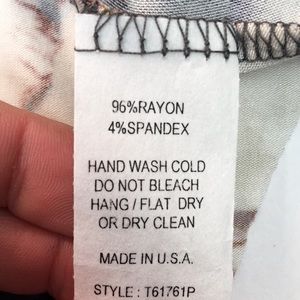 96%RAYON
4%SPANDEX
HAND WASH COLD
DO NOT BLEACH
HANG / FLAT DRY
OR DRY CLEAN
MADE IN U.S.A.
STYLE : T61761P